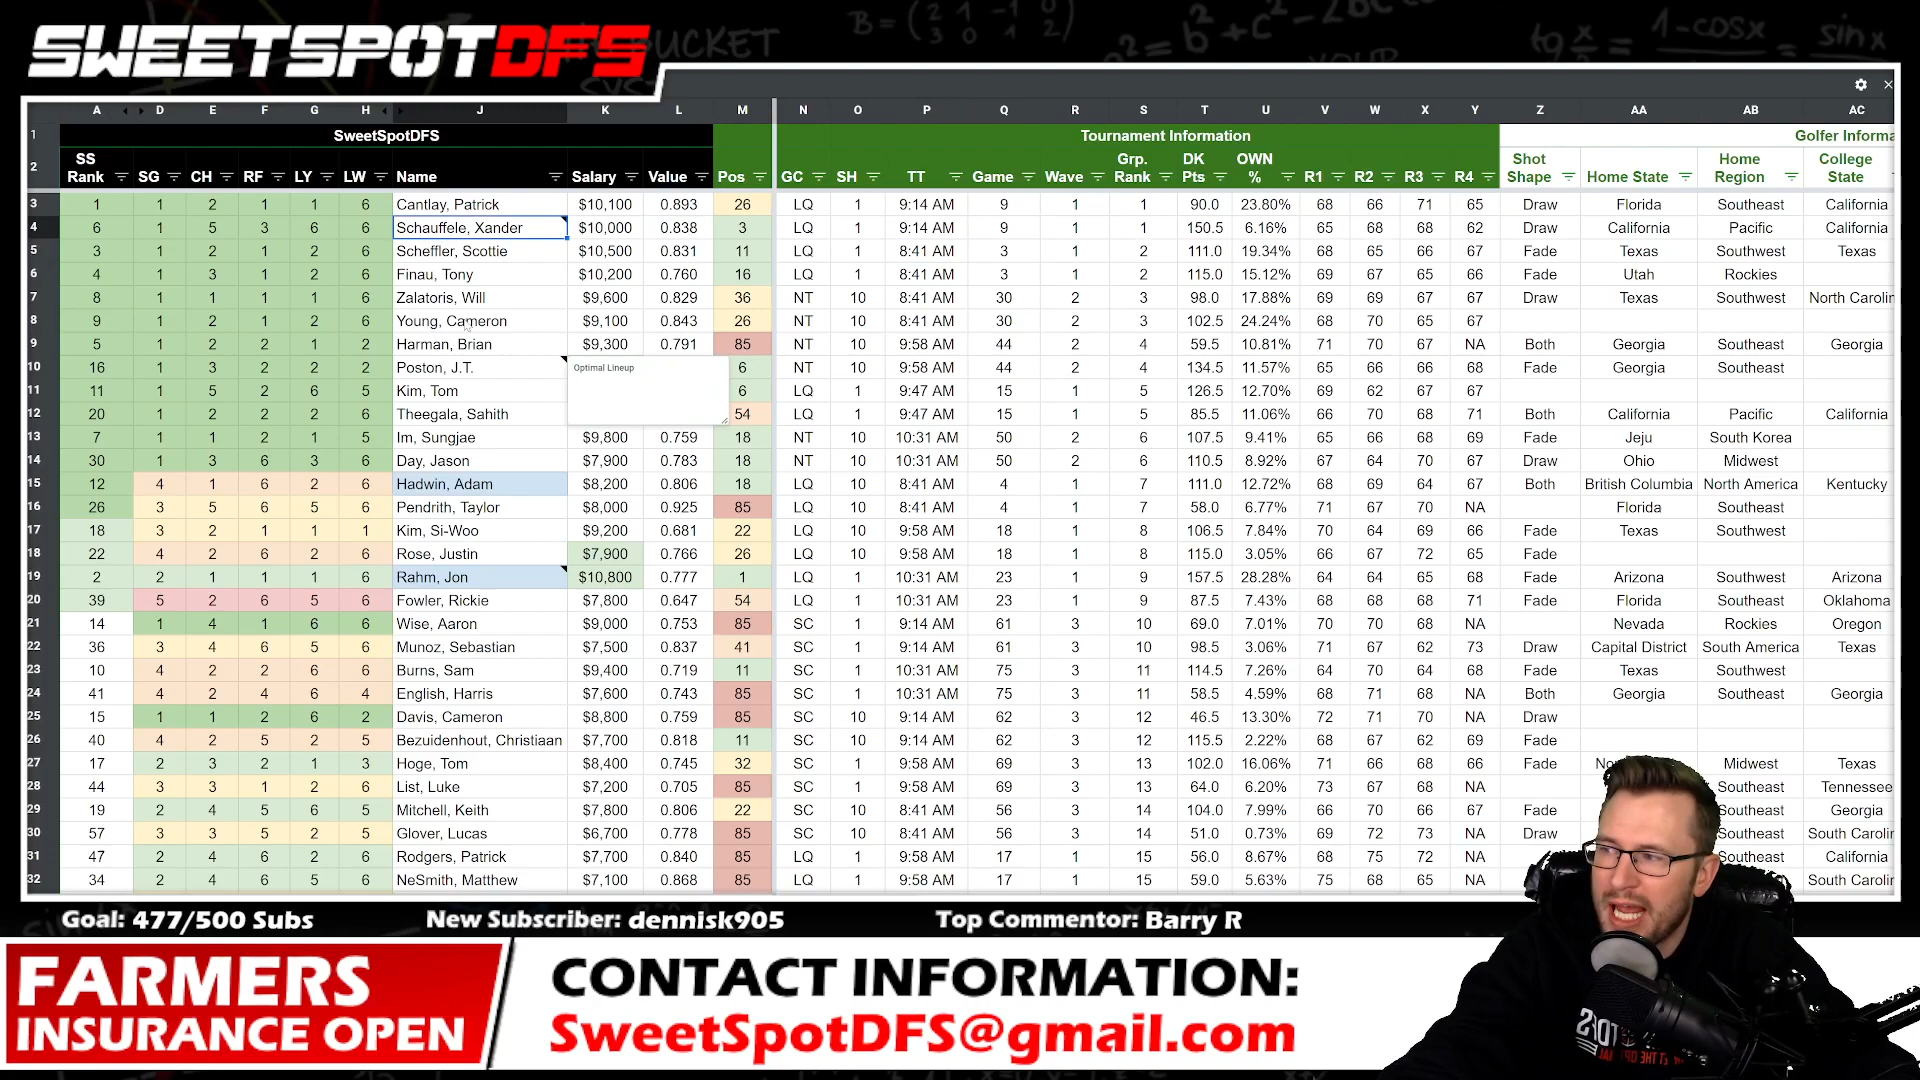 SWEETSPOTDFS
A D E F G H J K L M N O P Q R S T U V W X Y Z AA AB AC
1 SweetSpotDFS Tournament Information Golfer Informa
2 SS Rank SG CH RF LY LW Name Salary Value Pos GC SH TT Game Wave Grp. Rank DK Pts OWN % R1 R2 R3 R4 Shot Shape Home State Home Region College State
3 1 1 2 1 1 6 Cantlay, Patrick $10,100 0.893 26 LQ 1 9:14 AM 9 1 1 90.0 23.80% 68 66 71 65 Draw Florida Southeast California
4 6 1 5 3 6 6 Schauffele, Xander $10,000 0.838 3 LQ 1 9:14 AM 9 1 1 150.5 6.16% 65 68 68 62 Draw California Pacific California
5 3 1 2 1 2 6 Scheffler, Scottie $10,500 0.831 11 LQ 1 8:41 AM 3 1 2 111.0 19.34% 68 65 66 67 Fade Texas Southwest Texas
6 4 1 3 1 2 6 Finau, Tony $10,200 0.760 16 LQ 1 8:41 AM 3 1 2 115.0 15.12% 69 67 65 66 Fade Utah Rockies
7 8 1 1 1 1 6 Zalatoris, Will $9,600 0.829 36 NT 10 8:41 AM 30 2 3 98.0 17.88% 69 69 67 68 Draw Texas Southwest North Carolin
8 9 1 2 1 2 6 Young, Cameron $9,100 0.843 26 NT 10 8:41 AM 30 2 3 102.5 24.24% 68 70 65 67
9 5 1 2 2 1 2 Harman, Brian $9,300 0.791 85 NT 10 9:58 AM 44 2 4 59.5 10.81% 71 70 67 NA Both Georgia Southeast Georgia
10 16 1 3 2 2 2 Poston, J.T. Optimal Lineup 6 NT 10 9:58 AM 44 2 4 134.5 11.57% 65 66 66 68 Fade Georgia Southeast
11 11 1 5 2 6 5 Kim, Tom 6 LQ 1 9:47 AM 15 1 5 126.5 12.70% 69 62 67 67
12 20 1 2 2 2 6 Theegala, Sahith 54 LQ 1 9:47 AM 15 1 5 85.5 11.06% 66 70 68 71 Both California Pacific California
13 7 1 1 2 1 5 Im, Sungjae $9,800 0.759 18 NT 10 10:31 AM 50 2 6 107.5 9.41% 65 66 68 69 Fade Jeju South Korea
14 30 1 3 6 3 6 Day, Jason $7,900 0.783 18 NT 10 10:31 AM 50 2 6 110.5 8.92% 67 64 70 67 Draw Ohio Midwest
15 12 4 1 6 2 6 Hadwin, Adam $8,200 0.806 18 LQ 1 8:41 AM 4 1 7 111.0 12.72% 68 69 64 67 Both British Columbia North America Kentucky
16 26 3 5 6 5 6 Pendrith, Taylor $8,000 0.925 85 LQ 10 8:41 AM 4 1 7 58.0 6.77% 71 67 70 NA Florida Southeast
17 18 3 2 1 1 1 Kim, Si-Woo $9,200 0.681 22 LQ 10 9:58 AM 18 1 8 106.5 7.84% 70 64 69 66 Fade Texas Southwest
18 22 4 2 6 2 6 Rose, Justin $7,900 0.766 26 LQ 10 9:58 AM 18 1 8 115.0 3.05% 66 67 72 65 Fade
19 2 2 1 1 1 6 Rahm, Jon $10,800 0.777 1 LQ 1 10:31 AM 23 1 9 157.5 28.28% 64 64 65 68 Fade Arizona Southwest Arizona
20 39 5 2 6 5 6 Fowler, Rickie $7,800 0.647 54 LQ 1 10:31 AM 23 1 9 87.5 7.43% 68 68 68 71 Fade Florida Southeast Oklahoma
21 14 1 4 1 6 6 Wise, Aaron $9,000 0.753 85 SC 1 9:14 AM 61 3 10 69.0 7.01% 70 70 68 NA Nevada Rockies Oregon
22 36 3 4 6 5 6 Munoz, Sebastian $7,500 0.837 41 SC 1 9:14 AM 61 3 10 98.5 3.06% 71 67 62 73 Draw Capital District South America Texas
23 10 4 2 2 6 6 Burns, Sam $9,400 0.719 11 SC 1 10:31 AM 75 3 11 114.5 7.26% 64 70 64 68 Fade Texas Southwest
24 41 4 2 4 6 4 English, Harris $7,600 0.743 85 SC 1 10:31 AM 75 3 11 58.5 4.59% 68 71 68 NA Both Georgia Southeast Georgia
25 15 1 1 2 6 2 Davis, Cameron $8,800 0.759 85 SC 10 9:14 AM 62 3 12 46.5 13.30% 72 71 70 NA Draw
26 40 4 2 5 2 5 Bezuidenhout, Christiaan $7,700 0.818 11 SC 10 9:14 AM 62 3 12 115.5 2.22% 68 67 62 69 Fade
27 17 2 3 2 1 3 Hoge, Tom $8,400 0.745 32 SC 1 9:58 AM 69 3 13 102.0 16.06% 71 66 68 66 Fade Midwest Texas
28 44 3 3 1 2 6 List, Luke $7,200 0.705 85 SC 1 9:58 AM 69 3 13 64.0 6.20% 73 67 68 NA Southeast Tennessee
29 19 2 4 5 6 5 Mitchell, Keith $7,800 0.806 22 SC 10 8:41 AM 56 3 14 104.0 7.99% 66 70 66 67 Fade Southeast Georgia
30 57 3 3 5 2 5 Glover, Lucas $6,700 0.778 85 SC 10 8:41 AM 56 3 14 51.0 0.73% 69 72 73 NA Draw Southeast South Carolin
31 47 2 4 6 2 6 Rodgers, Patrick $7,700 0.840 85 LQ 1 9:58 AM 17 1 15 56.0 8.67% 68 75 72 NA Southeast California
32 34 2 4 6 5 6 NeSmith, Matthew $7,100 0.868 85 LQ 1 9:58 AM 17 1 15 59.0 5.63% 75 68 65 NA South Carolin
Goal: 477/500 Subs New Subscriber: dennisk905 Top Commentor: Barry R
FARMERS
INSURANCE OPEN
CONTACT INFORMATION:
SweetSpotDFS@gmail.com